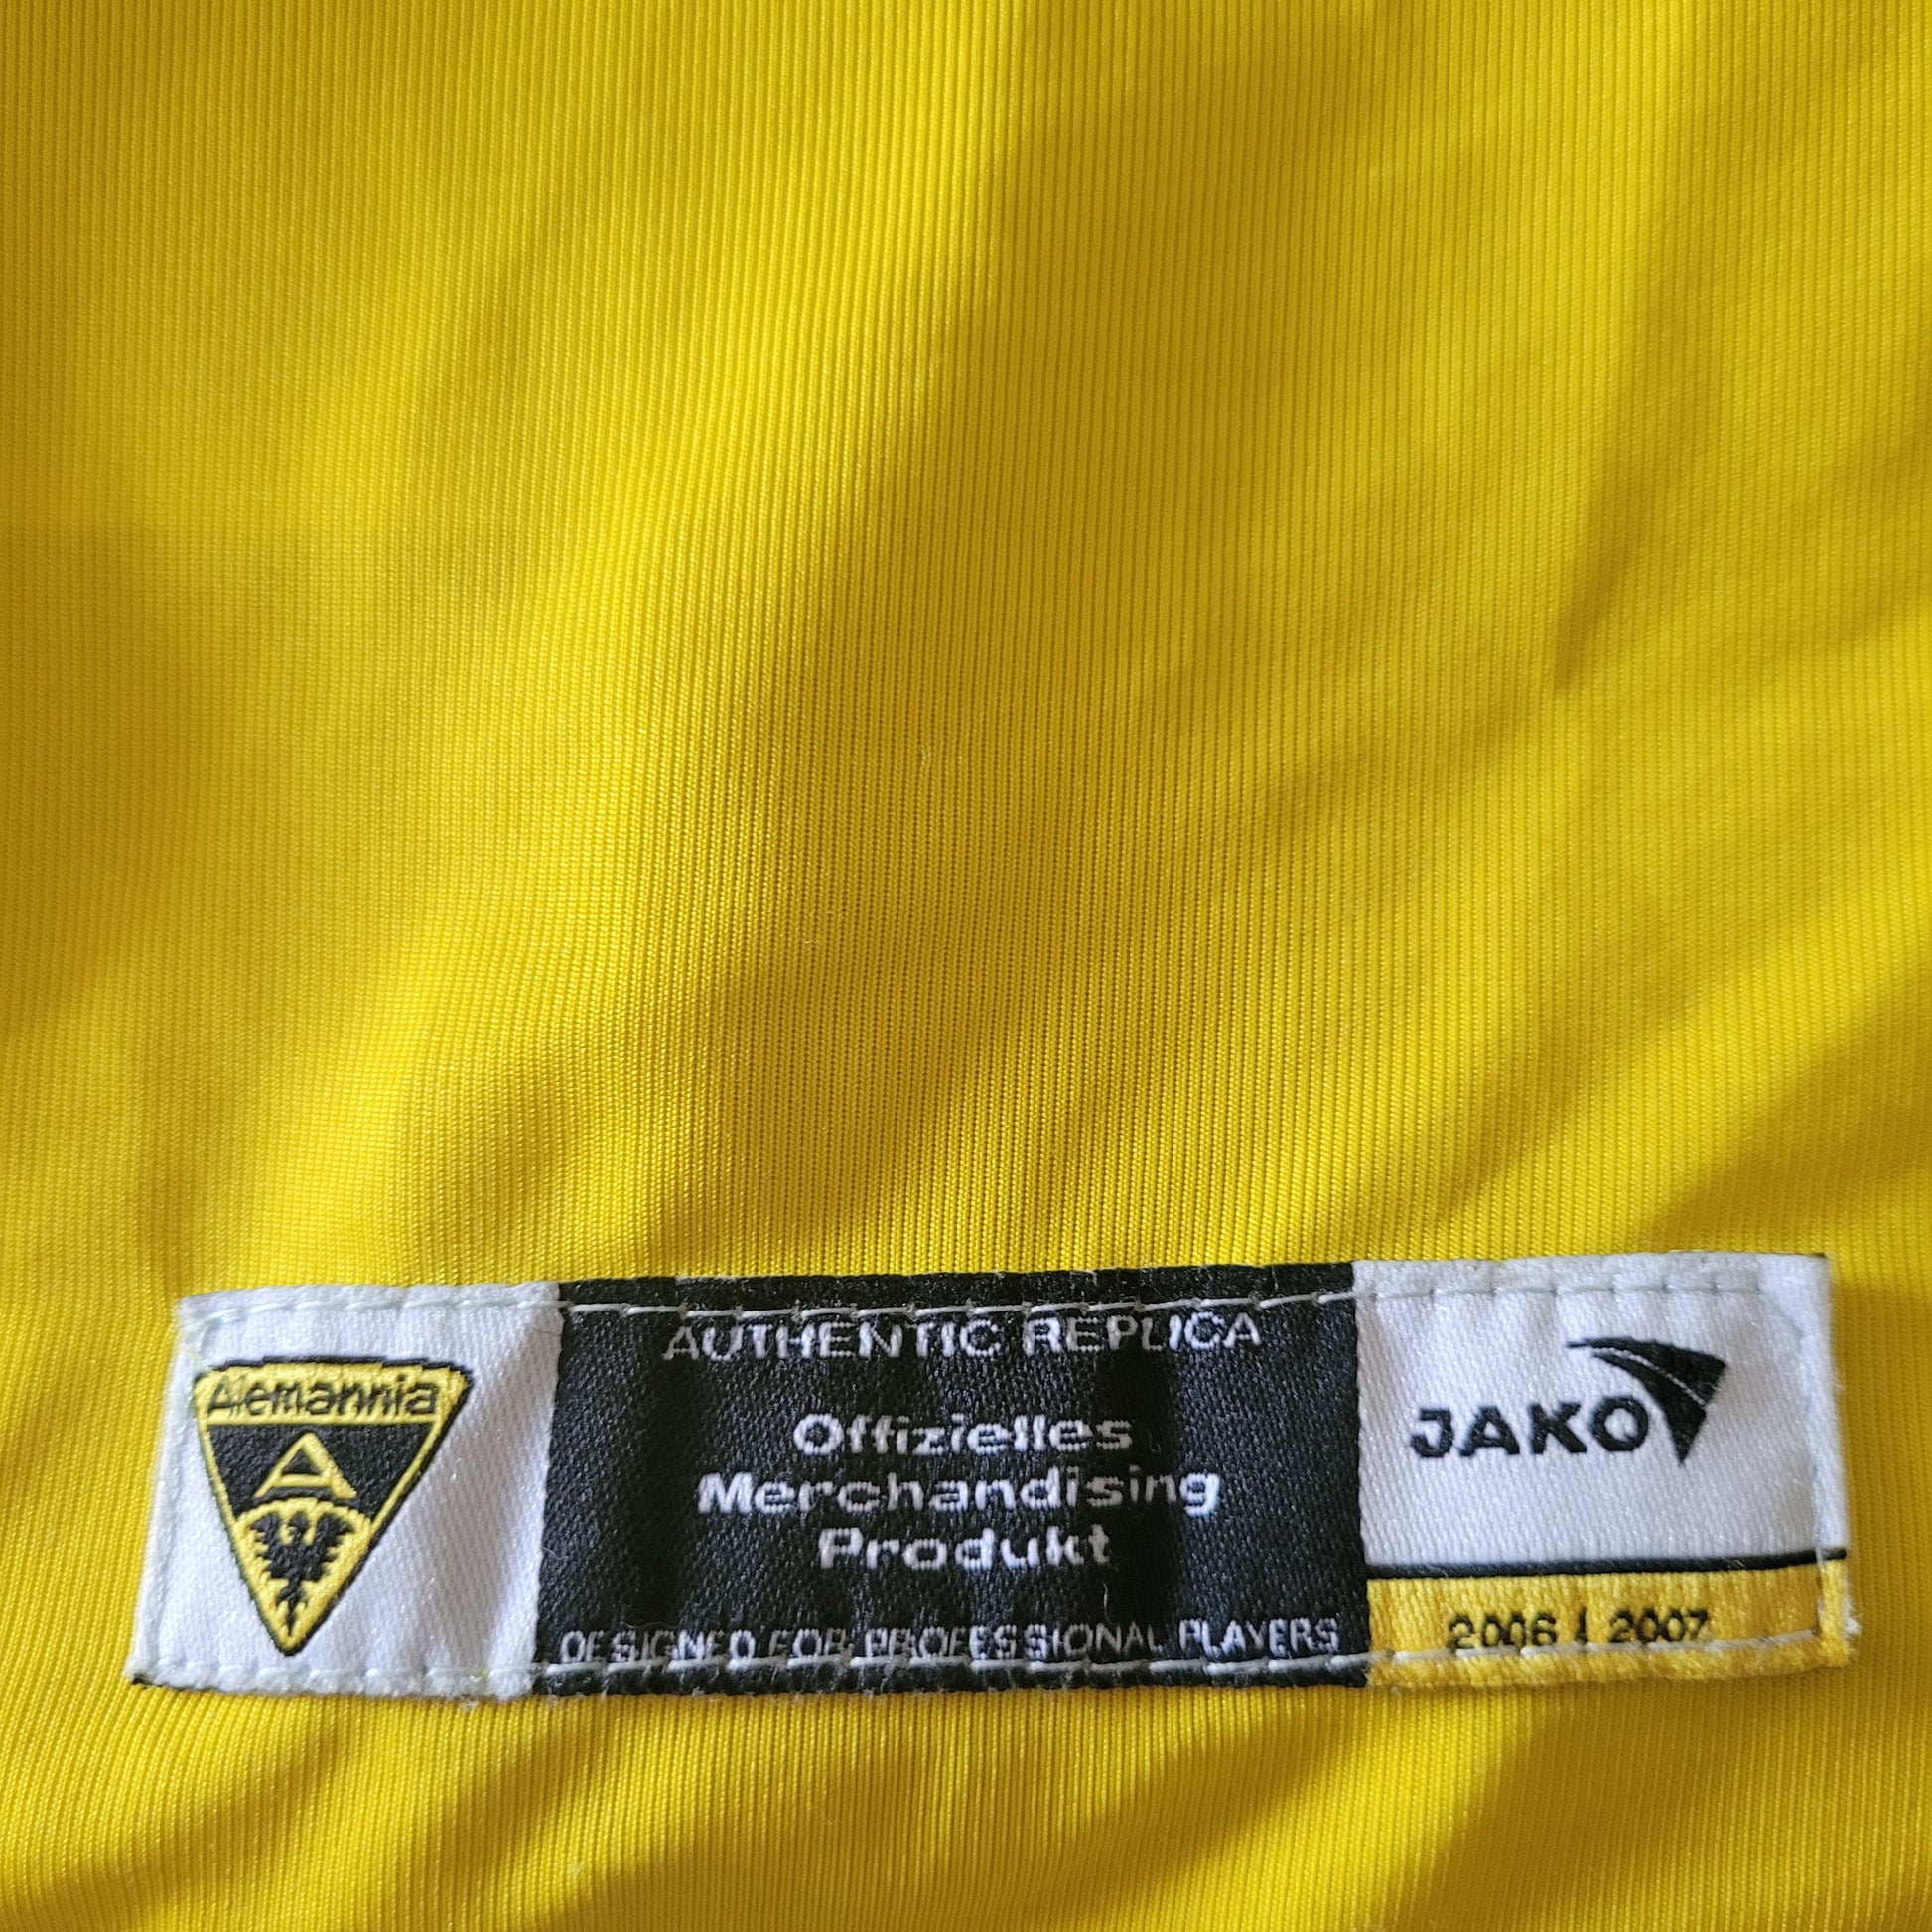 Alemannia
A
AUTHENTIC REPLICA
Offizielles
Merchandising
Produkt
DESIGNED FOR PROFESSIONAL PLAYERS
JAKO
2006 / 2007